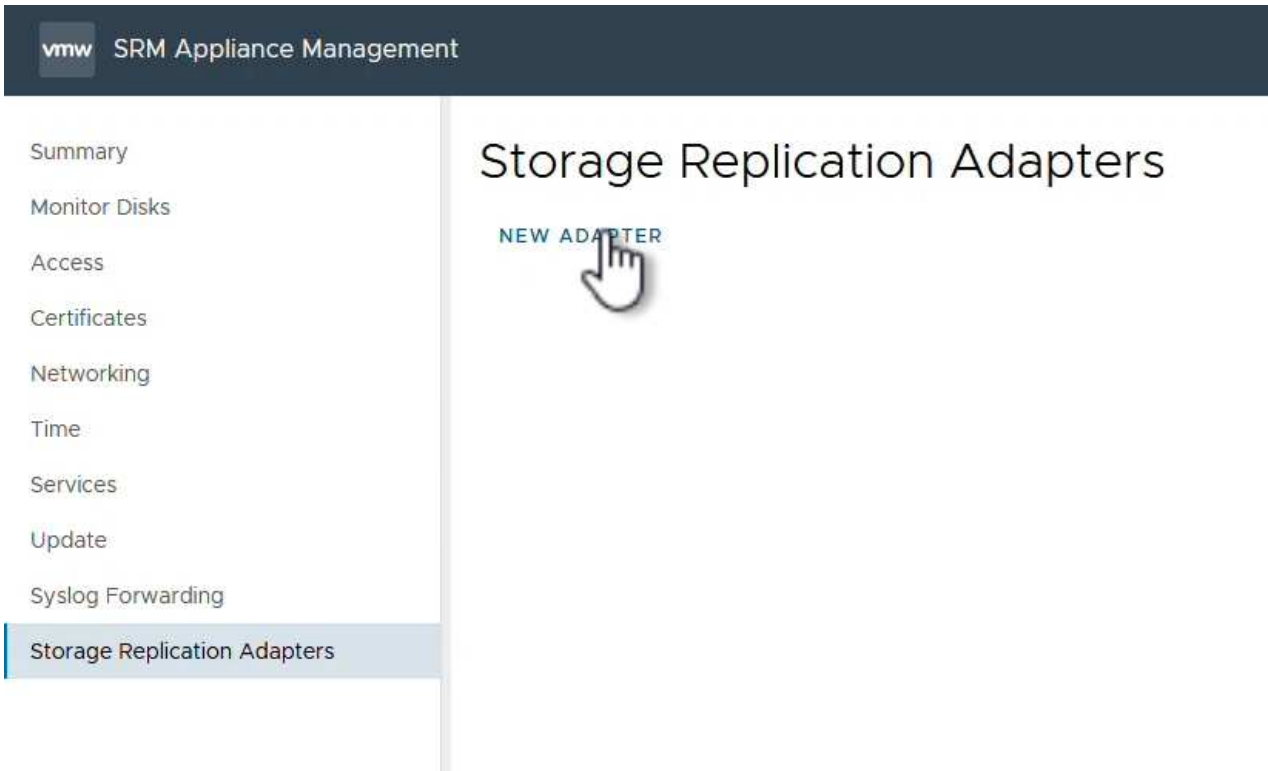 vmw SRM Appliance Management
Summary
Monitor Disks
Access
Certificates
Networking
Time
Services
Update
Syslog Forwarding
Storage Replication Adapters
Storage Replication Adapters
NEW ADAPTER